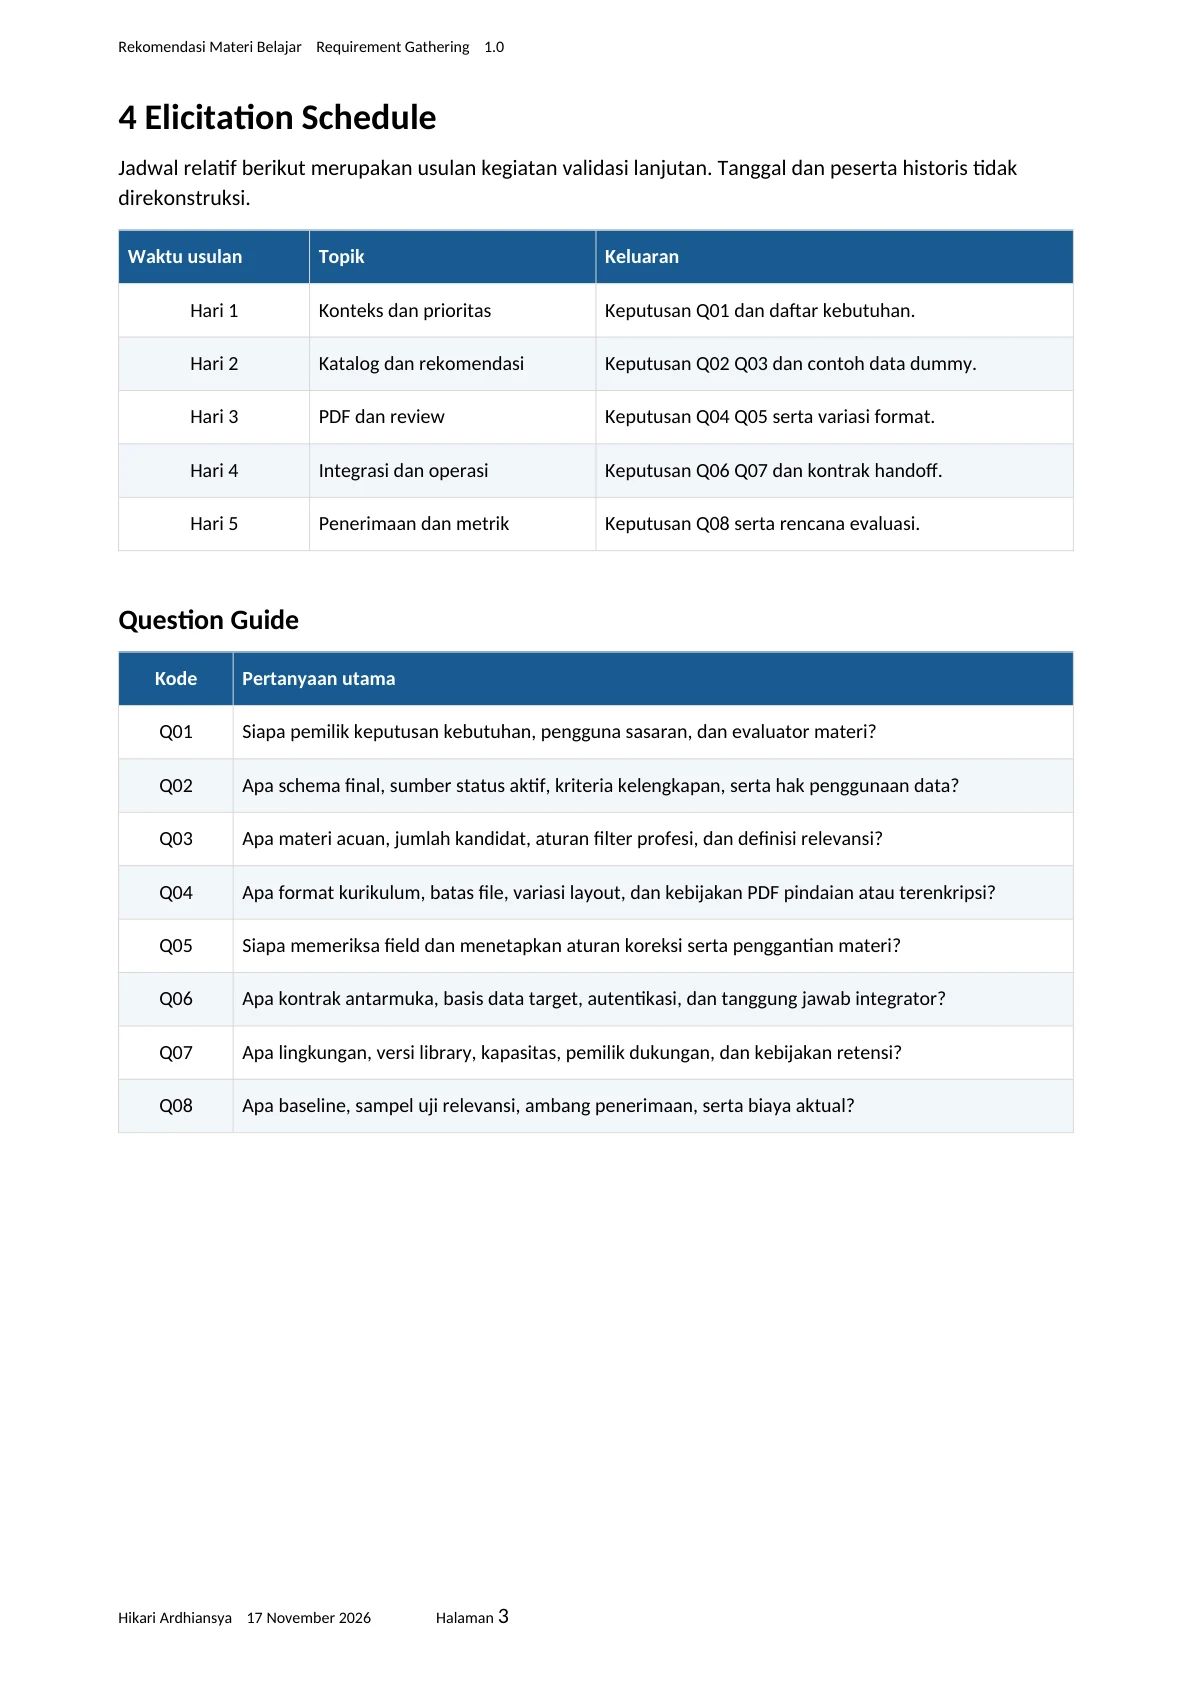 Rekomendasi Materi Belajar    Requirement Gathering    1.0
4 Elicitation Schedule
Jadwal relatif berikut merupakan usulan kegiatan validasi lanjutan. Tanggal dan peserta historis tidak
direkonstruksi.
Waktu usulan    Topik    Keluaran
Hari 1    Konteks dan prioritas    Keputusan Q01 dan daftar kebutuhan.
Hari 2    Katalog dan rekomendasi    Keputusan Q02 Q03 dan contoh data dummy.
Hari 3    PDF dan review    Keputusan Q04 Q05 serta variasi format.
Hari 4    Integrasi dan operasi    Keputusan Q06 Q07 dan kontrak handoff.
Hari 5    Penerimaan dan metrik    Keputusan Q08 serta rencana evaluasi.
Question Guide
Kode    Pertanyaan utama
Q01    Siapa pemilik keputusan kebutuhan, pengguna sasaran, dan evaluator materi?
Q02    Apa schema final, sumber status aktif, kriteria kelengkapan, serta hak penggunaan data?
Q03    Apa materi acuan, jumlah kandidat, aturan filter profesi, dan definisi relevansi?
Q04    Apa format kurikulum, batas file, variasi layout, dan kebijakan PDF pindaian atau terenkripsi?
Q05    Siapa memeriksa field dan menetapkan aturan koreksi serta penggantian materi?
Q06    Apa kontrak antarmuka, basis data target, autentikasi, dan tanggung jawab integrator?
Q07    Apa lingkungan, versi library, kapasitas, pemilik dukungan, dan kebijakan retensi?
Q08    Apa baseline, sampel uji relevansi, ambang penerimaan, serta biaya aktual?
Hikari Ardhiansya    17 November 2026    Halaman 3